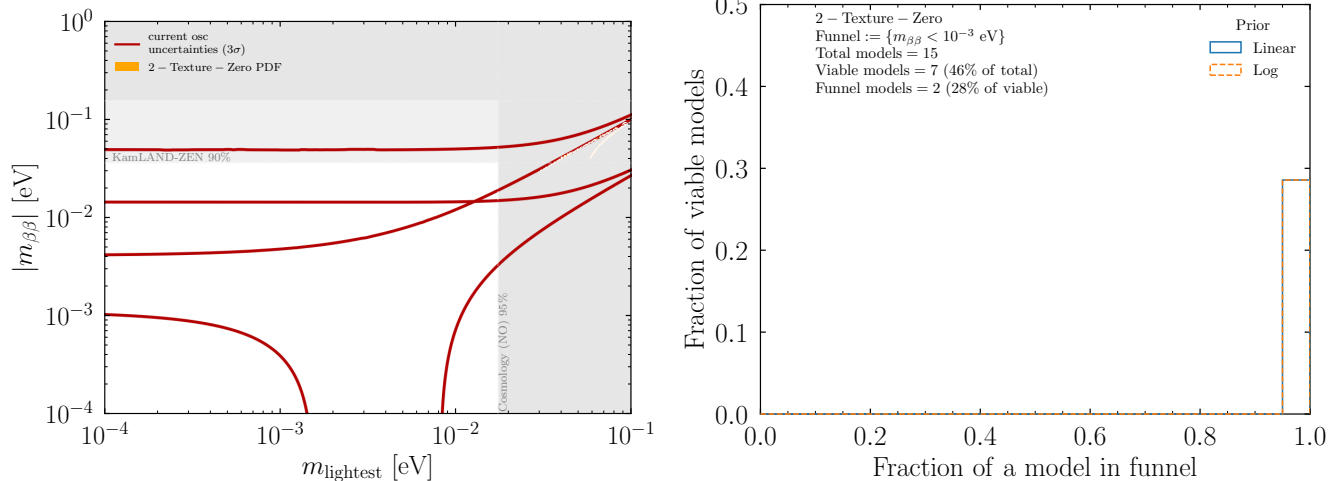 10⁰
10⁻¹
10⁻²
10⁻³
10⁻⁴
|m_ββ| [eV]
current osc
uncertainties (3σ)
2 − Texture − Zero PDF
KamLAND-ZEN 90%
Cosmology (NO) 95%
10⁻⁴
10⁻³
10⁻²
10⁻¹
m_lightest [eV]
0.5
0.4
0.3
0.2
0.1
0.0
Fraction of viable models
2 − Texture − Zero
Funnel := {m_ββ < 10⁻³ eV}
Total models = 15
Viable models = 7 (46% of total)
Funnel models = 2 (28% of viable)
Prior
Linear
Log
0.0
0.2
0.4
0.6
0.8
1.0
Fraction of a model in funnel